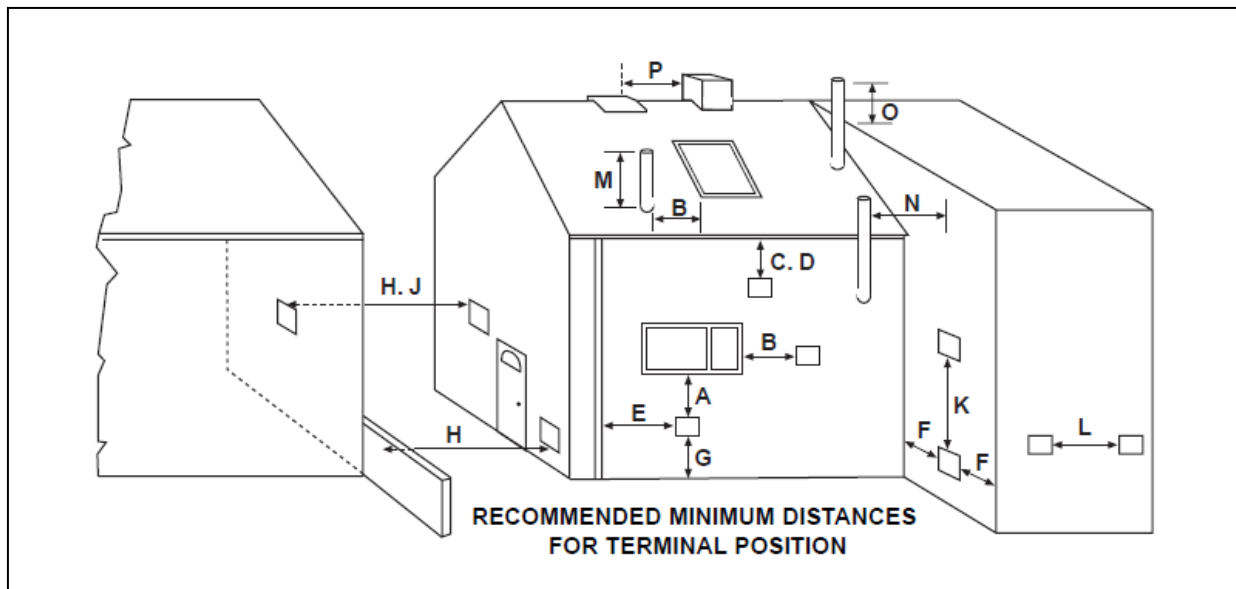 P
O
M
B
N
C. D
H. J
B
A
K
E
F
L
H
G
F
RECOMMENDED MINIMUM DISTANCES
FOR TERMINAL POSITION